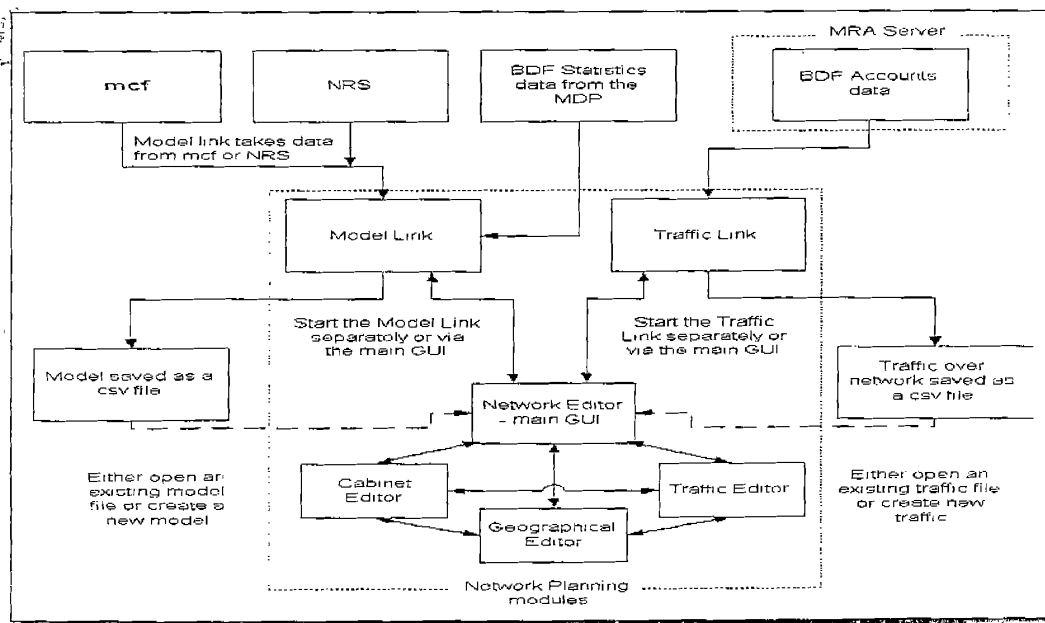 MRA Server
mcf
NRS
BDF Statistics
data from the
MDP
BDF Accounts
data
Model link takes data
from mcf or NRS
Model Link
Traffic Link
Start the Model Link
separately or via
the main GUI
Start the Traffic
Link separately or
via the main GUI
Model saved as a
csv file
Traffic over
network saved as
a csv file
Network Editor
- main GUI
Either open an
existing model
file or create a
new model
Cabinet
Editor
Traffic Editor
Either open an
existing traffic file
or create new
traffic
Geographical
Editor
Network Planning
modules